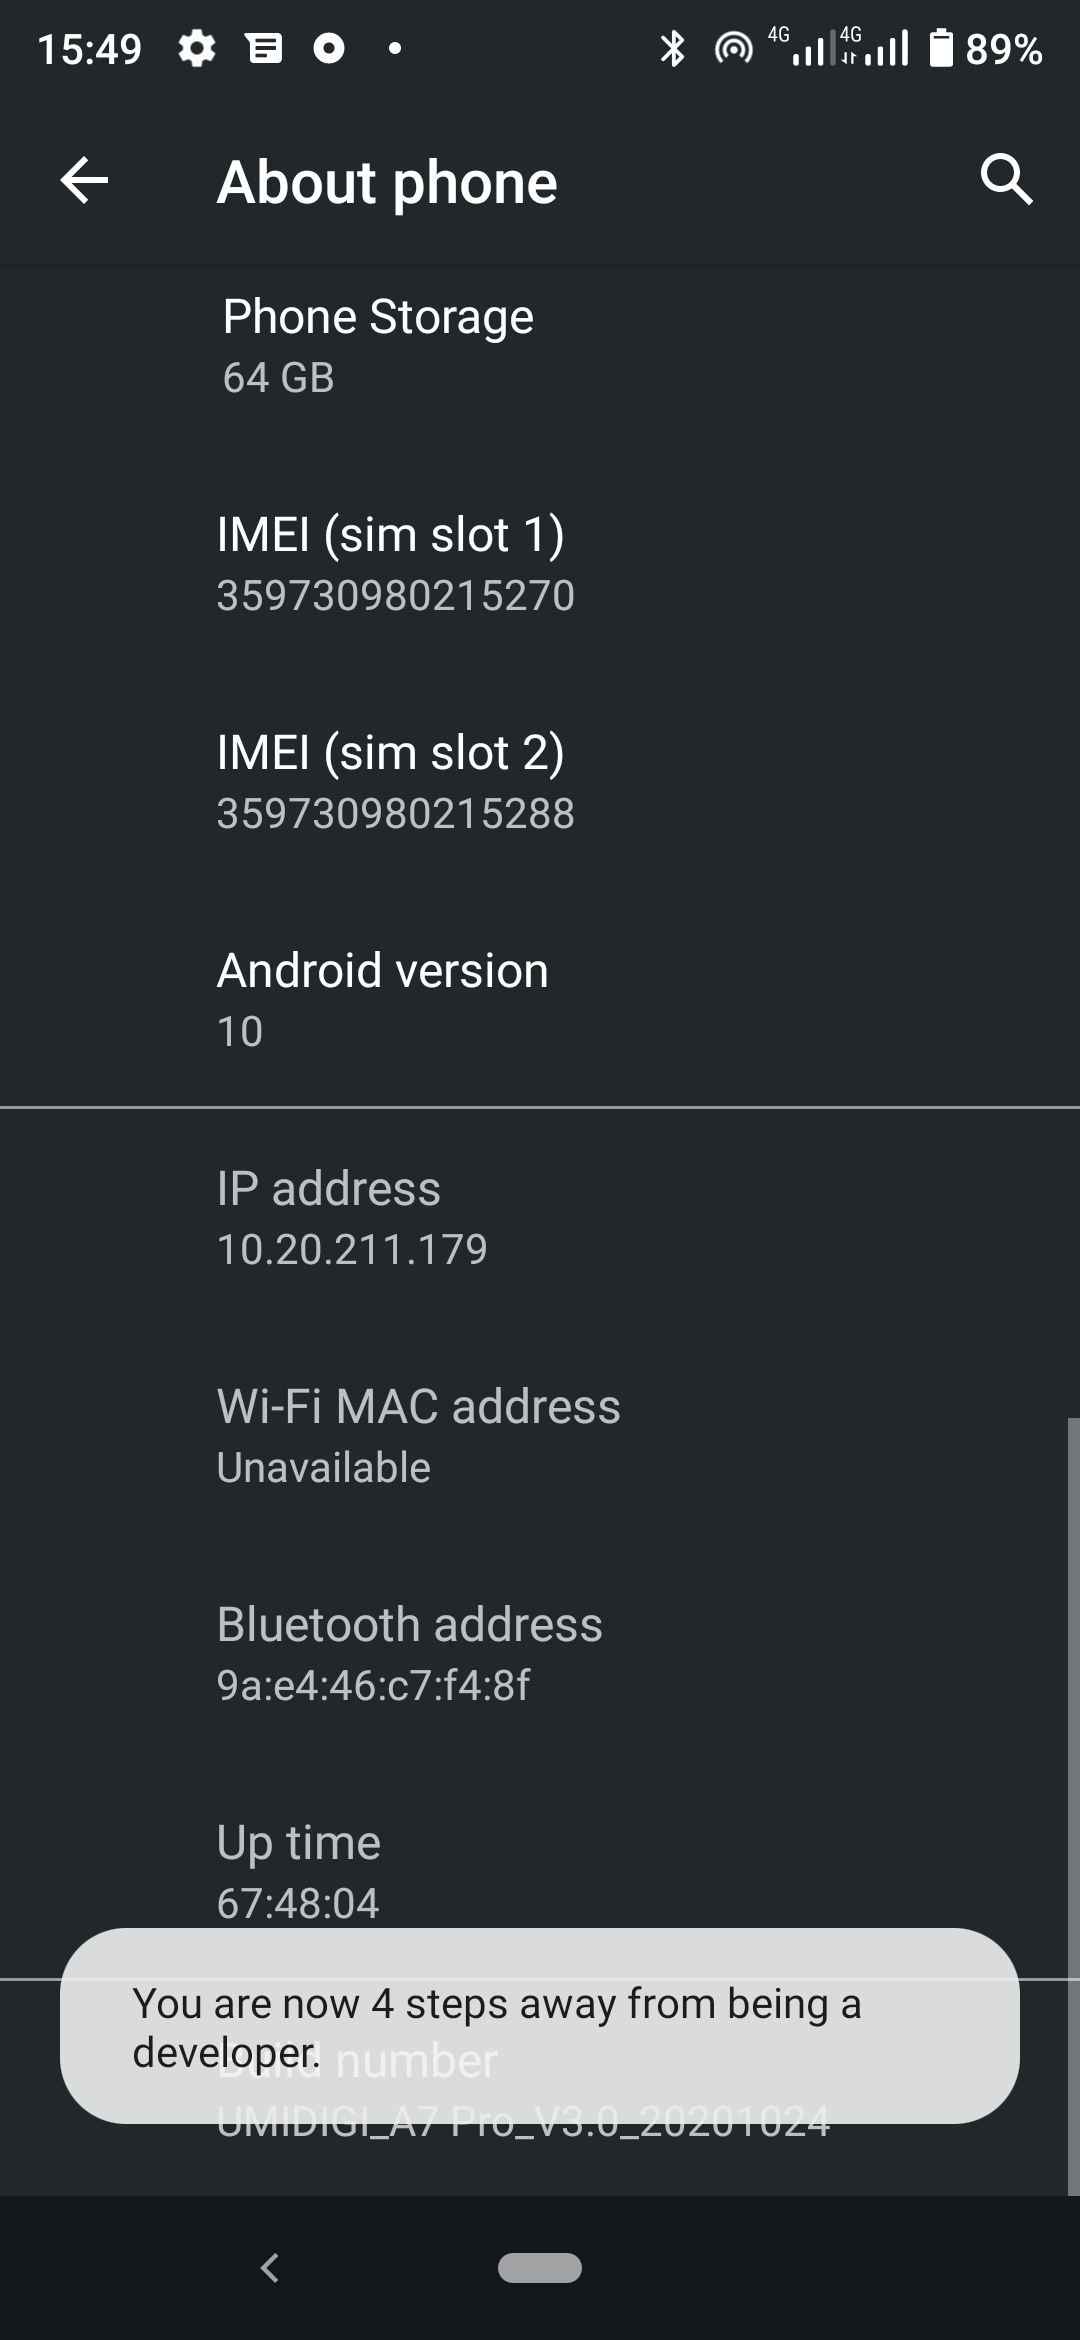 15:49 4G 4G 89%
About phone
Phone Storage
64 GB
IMEI (sim slot 1)
359730980215270
IMEI (sim slot 2)
359730980215288
Android version
10
IP address
10.20.211.179
Wi-Fi MAC address
Unavailable
Bluetooth address
9a:e4:46:c7:f4:8f
Up time
67:48:04
You are now 4 steps away from being a
developer.
Build number
UMIDIGI_A7 Pro_V3.0_20201024